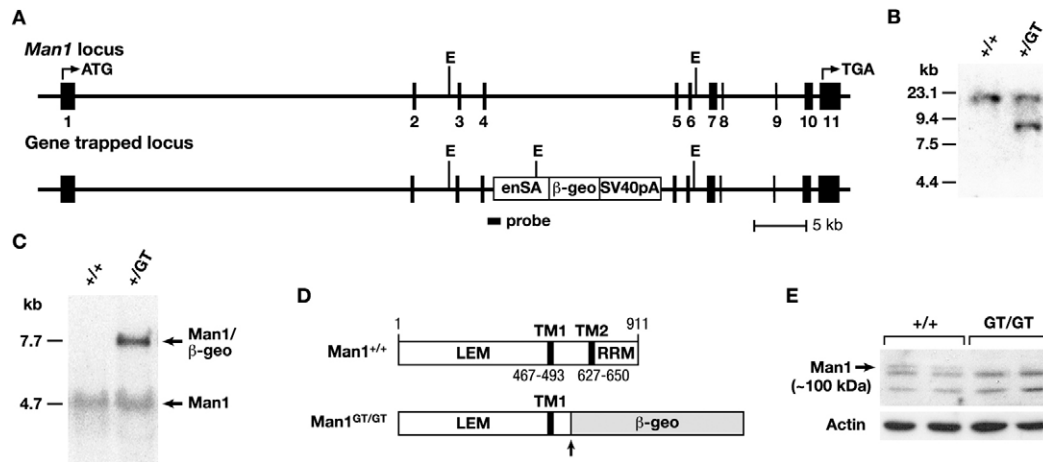 A
Man1 locus
ATG
E
E
TGA
1 2 3 4 5 6 7 8 9 10 11
Gene trapped locus
E
E
E
enSA β-geo SV40pA
probe
5 kb
B
+/+ +/GT
kb
23.1
9.4
7.5
4.4
C
+/+ +/GT
kb
7.7
Man1/
β-geo
4.7
Man1
D
1 911
TM1 TM2
Man1+/+ LEM RRM
467-493 627-650
TM1
Man1GT/GT LEM β-geo
E
+/+ GT/GT
Man1
(~100 kDa)
Actin